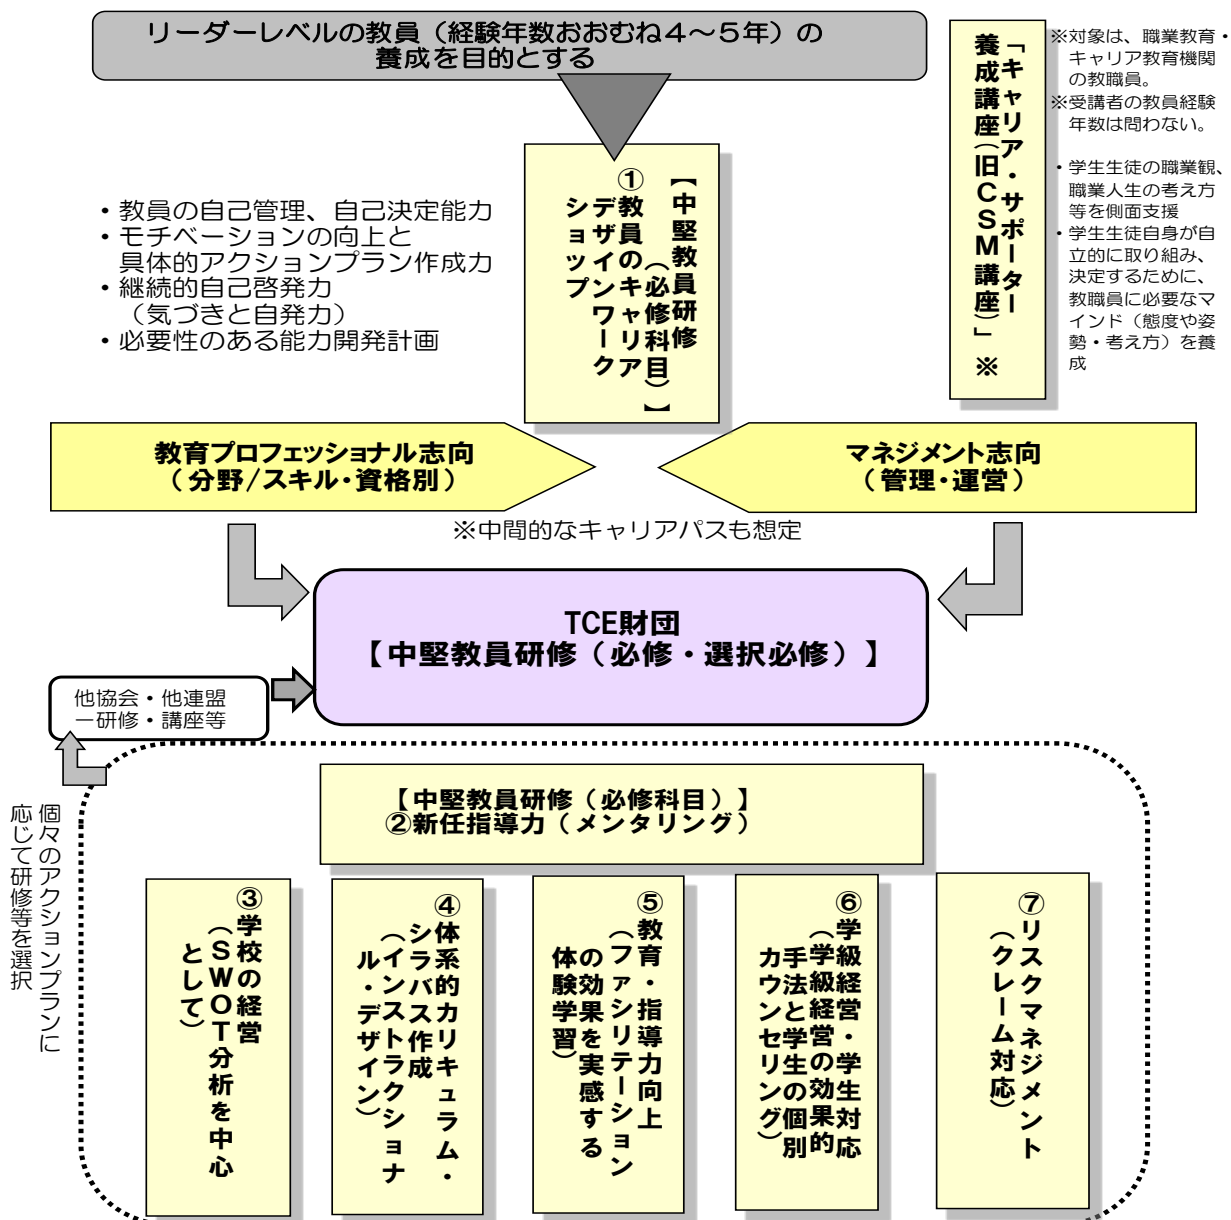 リーダーレベルの教員（経験年数おおむね４～５年）の
養成を目的とする
【中堅教員研修
（必修科目）】
①教員のキャリア
デザインワーク
ショップ
・教員の自己管理、自己決定能力
・モチベーションの向上と
具体的アクションプラン作成力
・継続的自己啓発力
（気づきと自発力）
・必要性のある能力開発計画
「キャリア・サポーター
養成講座（旧ＣＳＭ講座）」※
※対象は、職業教育・
キャリア教育機関
の教職員。
※受講者の教員経験
年数は問わない。
・学生生徒の職業観、
職業人生の考え方
等を側面支援
・学生生徒自身が自
立的に取り組み、
決定するために、
教職員に必要なマ
インド（態度や姿
勢・考え方）を養
成
教育プロフェッショナル志向
（分野/スキル・資格別）
マネジメント志向
（管理・運営）
※中間的なキャリアパスも想定
TCE財団
【中堅教員研修（必修・選択必修）】
他協会・他連盟
－研修・講座等
個々のアクションプランに
応じて研修等を選択
【中堅教員研修（必修科目）】
②新任指導力（メンタリング）
③学校の経営
（ＳＷＯＴ分析を中心
として）
④体系的カリキュラム・
シラバス作成
（インストラクショナ
ル・デザイン）
⑤教育・指導力向上
（ファシリテーション
の効果を実感する
体験学習）
⑥学級経営・学生対応
（学級経営の効果的
手法と学生の個別
カウンセリング）
⑦リスクマネジメント
（クレーム対応）